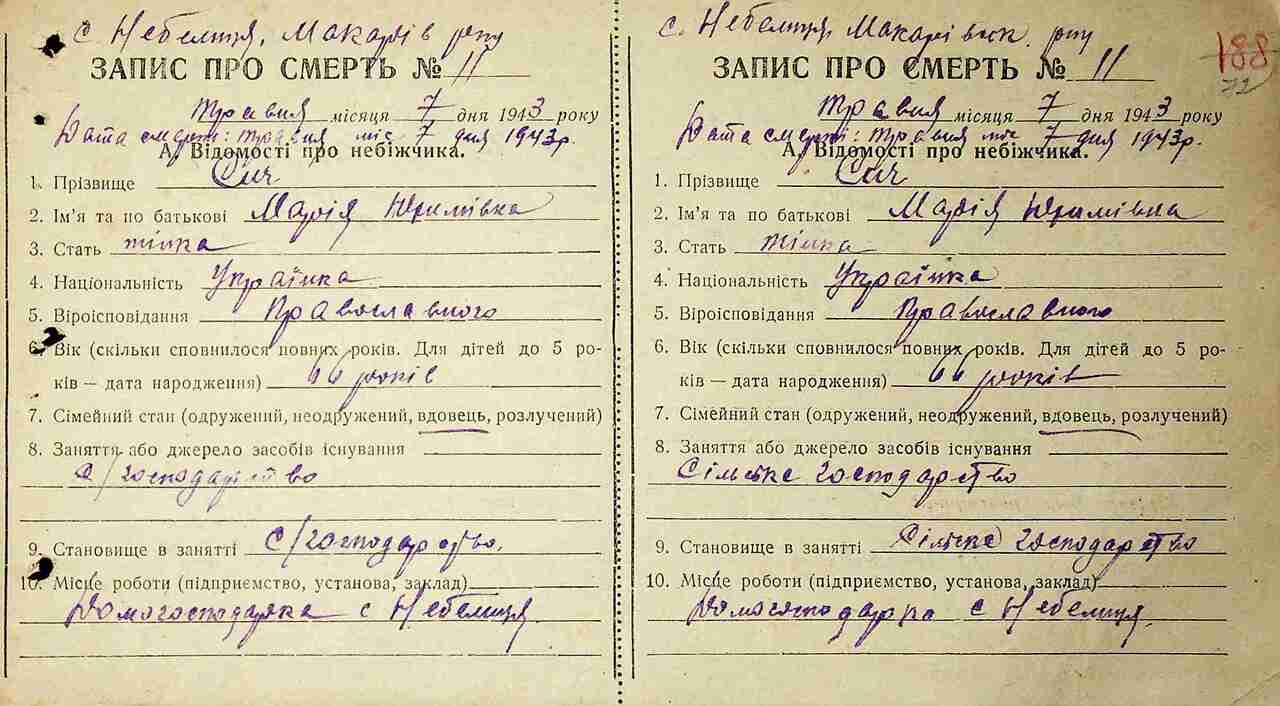 с. Небелиця, Макарів рну
ЗАПИС ПРО СМЕРТЬ № 11
травня місяця 7 дня 1943 року
Дата смерті: травня міс 7 дня 1943р.
А. Відомості про небіжчика.
1. Прізвище Сич
2. Ім'я та по батькові Марія
3. Стать жінка
4. Національність Українка
5. Віроісповідання Православного
6. Вік (скільки сповнилося повних років. Для дітей до 5 ро-
ків — дата народження) 66 років
7. Сімейний стан (одружений, неодружений, вдовець, розлучений)
8. Заняття або джерело засобів існування
с/господарство
9. Становище в занятті с/господарство.
10. Місце роботи (підприємство, установа, заклад)
Домогосподарка с Небелиця
с. Небелиця, Макарівськ. рну
188
72
ЗАПИС ПРО СМЕРТЬ № 11
травня місяця 7 дня 1943 року
Дата смерті: травня міс 7 дня 1943р.
А. Відомості про небіжчика.
1. Прізвище Сич
2. Ім'я та по батькові Марія
3. Стать жінка
4. Національність Українка
5. Віроісповідання Православного
6. Вік (скільки сповнилося повних років. Для дітей до 5 ро-
ків — дата народження) 66 років
7. Сімейний стан (одружений, неодружений, вдовець, розлучений)
8. Заняття або джерело засобів існування
Сільське господарство
9. Становище в занятті Сільське господарство
10. Місце роботи (підприємство, установа, заклад)
Домогосподарка с Небелиця.